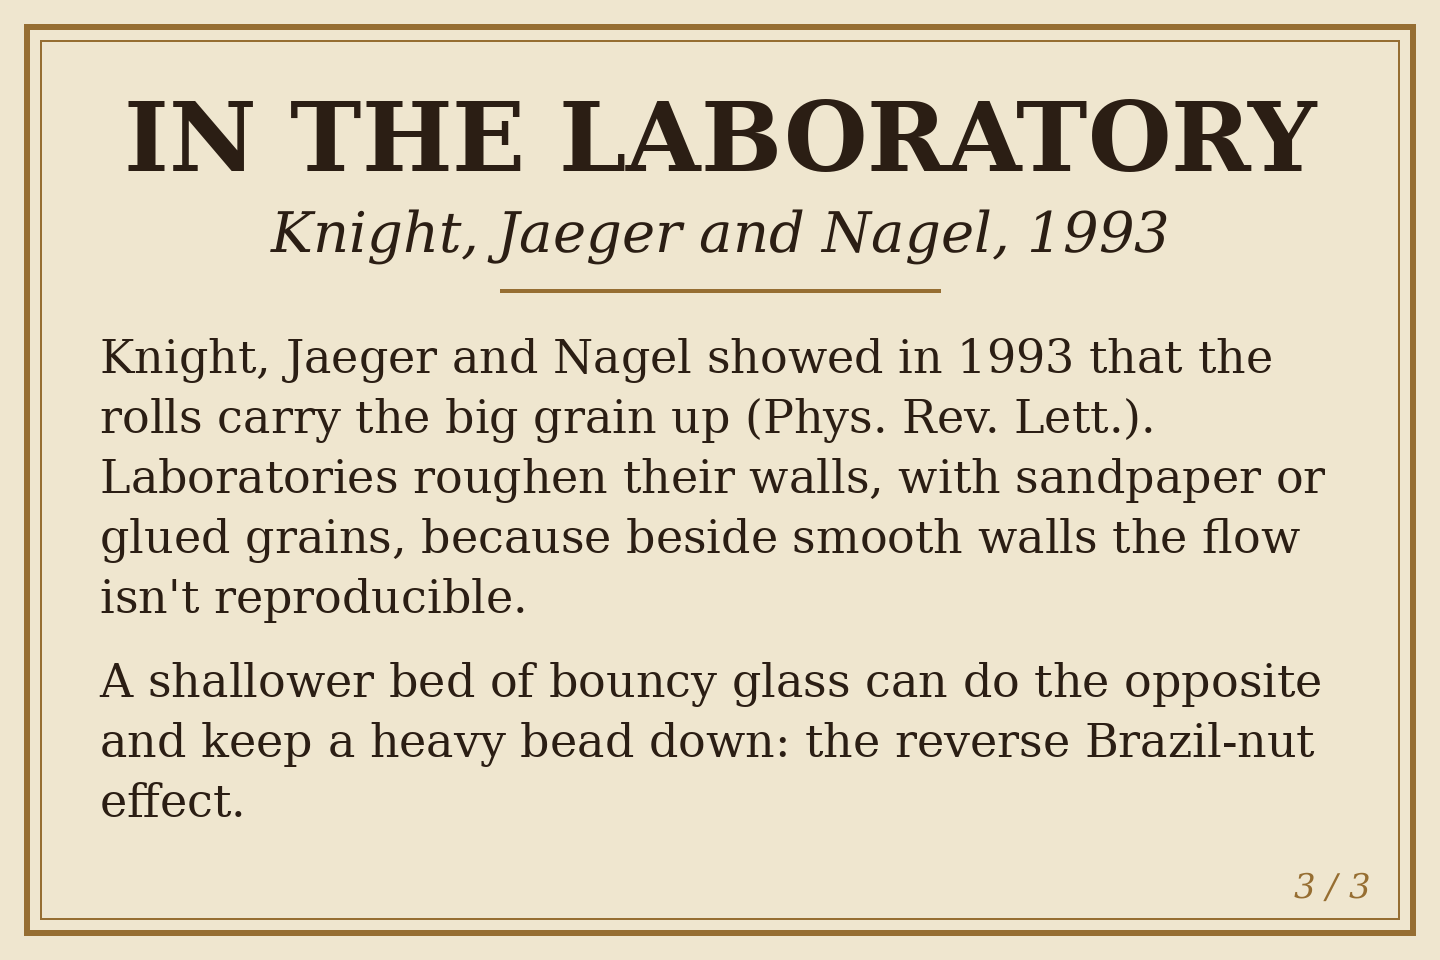 IN THE LABORATORY
Knight, Jaeger and Nagel, 1993
Knight, Jaeger and Nagel showed in 1993 that the
rolls carry the big grain up (Phys. Rev. Lett.).
Laboratories roughen their walls, with sandpaper or
glued grains, because beside smooth walls the flow
isn't reproducible.
A shallower bed of bouncy glass can do the opposite
and keep a heavy bead down: the reverse Brazil-nut
effect.
3 / 3